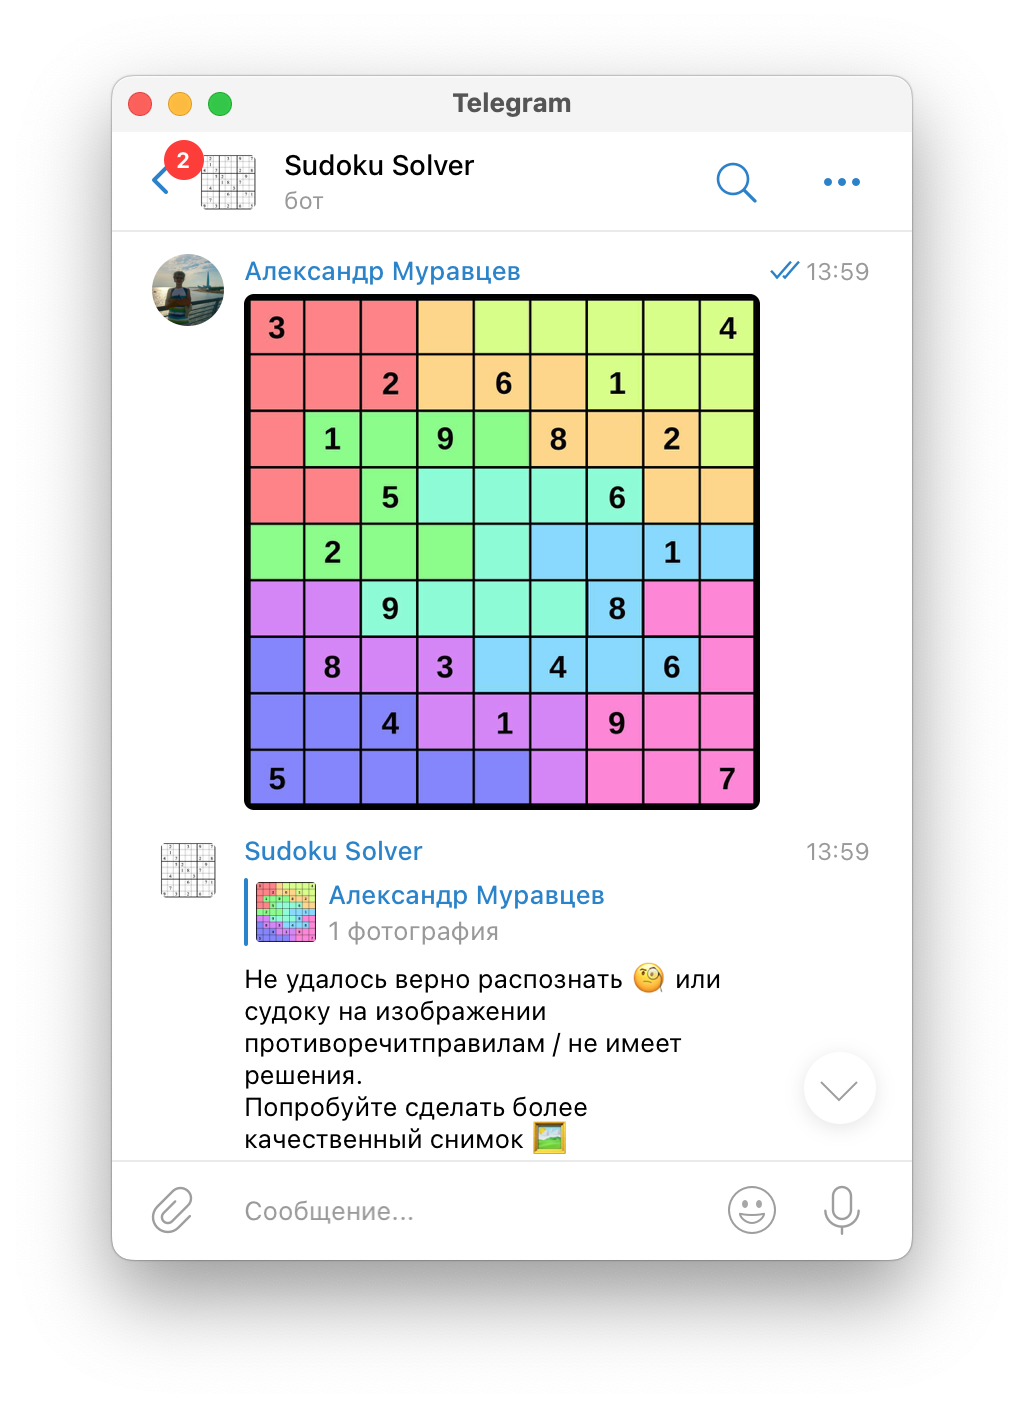 Telegram
2
Sudoku Solver
бот
Александр Муравцев
13:59
3 4
2 6 1
1 9 8 2
5 6
2 1
9 8
8 3 4 6
4 1 9
5 7
Sudoku Solver
13:59
Александр Муравцев
1 фотография
Не удалось верно распознать 🧐 или
судоку на изображении
противоречитправилам / не имеет
решения.
Попробуйте сделать более
качественный снимок 🖼️
Сообщение...